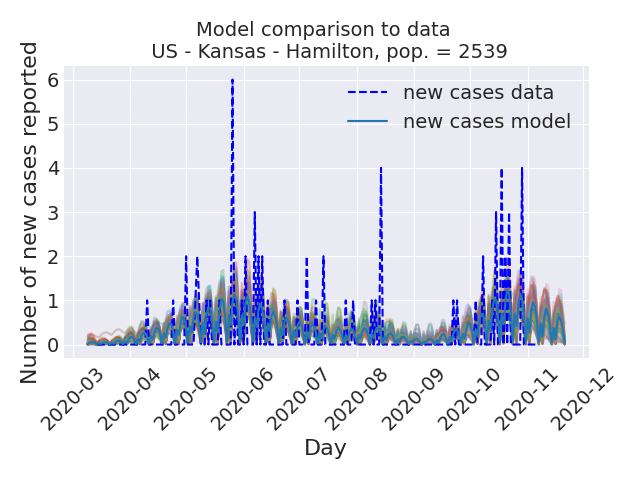 Model comparison to data
US - Kansas - Hamilton, pop. = 2539
Number of new cases reported
6
5
4
3
2
1
0
new cases data
new cases model
2020-03
2020-04
2020-05
2020-06
2020-07
2020-08
2020-09
2020-10
2020-11
2020-12
Day